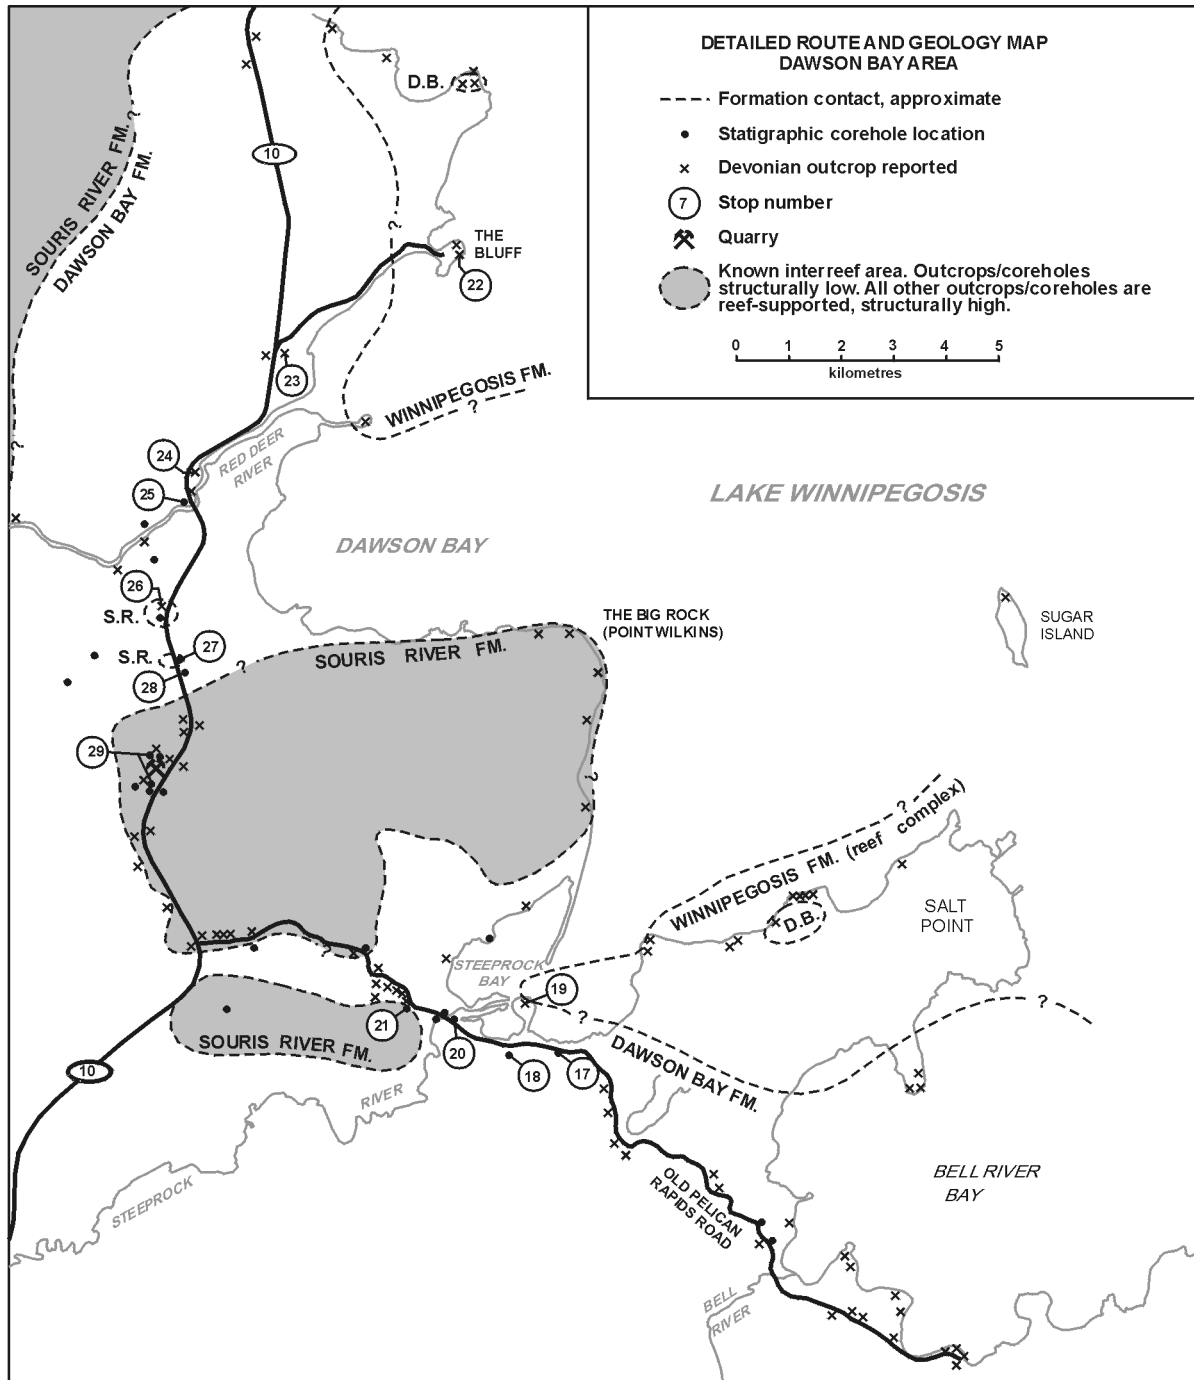 DETAILED ROUTE AND GEOLOGY MAP
DAWSON BAY AREA
Formation contact, approximate
Statigraphic corehole location
Devonian outcrop reported
7 Stop number
Quarry
Known interreef area. Outcrops/coreholes
structurally low. All other outcrops/coreholes are
reef-supported, structurally high.
0 1 2 3 4 5
kilometres
D.B.
?
SOURIS RIVER FM.
DAWSON BAY FM.
10
?
THE
BLUFF
22
23
WINNIPEGOSIS FM.
?
?
24
RED DEER
RIVER
25
LAKE WINNIPEGOSIS
DAWSON BAY
26
S.R.
THE BIG ROCK
(POINT WILKINS)
SUGAR
ISLAND
27
S.R.
?
SOURIS RIVER FM.
28
29
?
?
WINNIPEGOSIS FM. (reef complex)
D.B.
SALT
POINT
?
STEEPROCK
BAY
19
?
?
21
SOURIS RIVER FM.
20
18
17
DAWSON BAY FM.
10
RIVER
STEEPROCK
OLD PELICAN
RAPIDS ROAD
BELL RIVER
BAY
BELL
RIVER